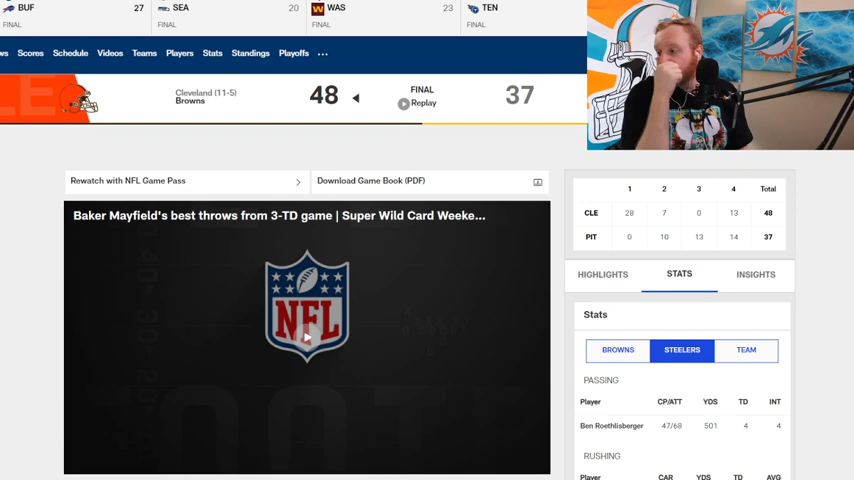 BUF 27 SEA 20 WAS 23 TEN
FINAL FINAL FINAL FINAL
ws Scores Schedule Videos Teams Players Stats Standings Playoffs ...
Cleveland (11-5)
Browns
48
FINAL
Replay
37
Rewatch with NFL Game Pass
Download Game Book (PDF)
Baker Mayfield's best throws from 3-TD game | Super Wild Card Weeke...
NFL
1 2 3 4 Total
CLE 28 7 0 13 48
PIT 0 10 13 14 37
HIGHLIGHTS STATS INSIGHTS
Stats
BROWNS STEELERS TEAM
PASSING
Player CP/ATT YDS TD INT
Ben Roethlisberger 47/68 501 4 4
RUSHING
Player CAR YDS TD AVG